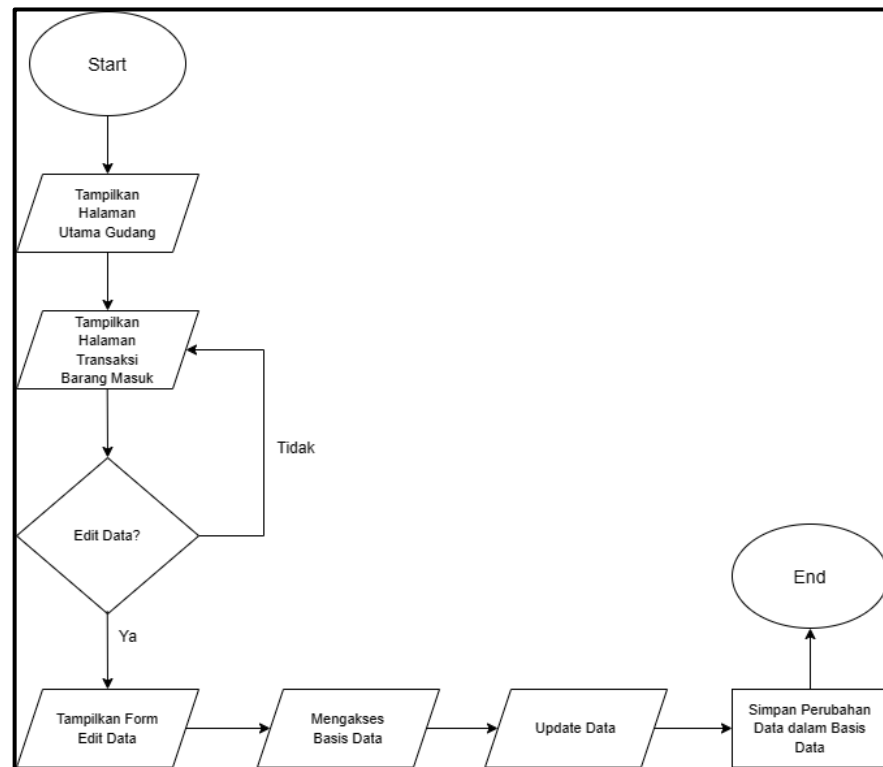 Start
Tampilkan
Halaman
Utama Gudang
Tampilkan
Halaman
Transaksi
Barang Masuk
Tidak
Edit Data?
Ya
Tampilkan Form
Edit Data
Mengakses
Basis Data
Update Data
Simpan Perubahan
Data dalam Basis
Data
End